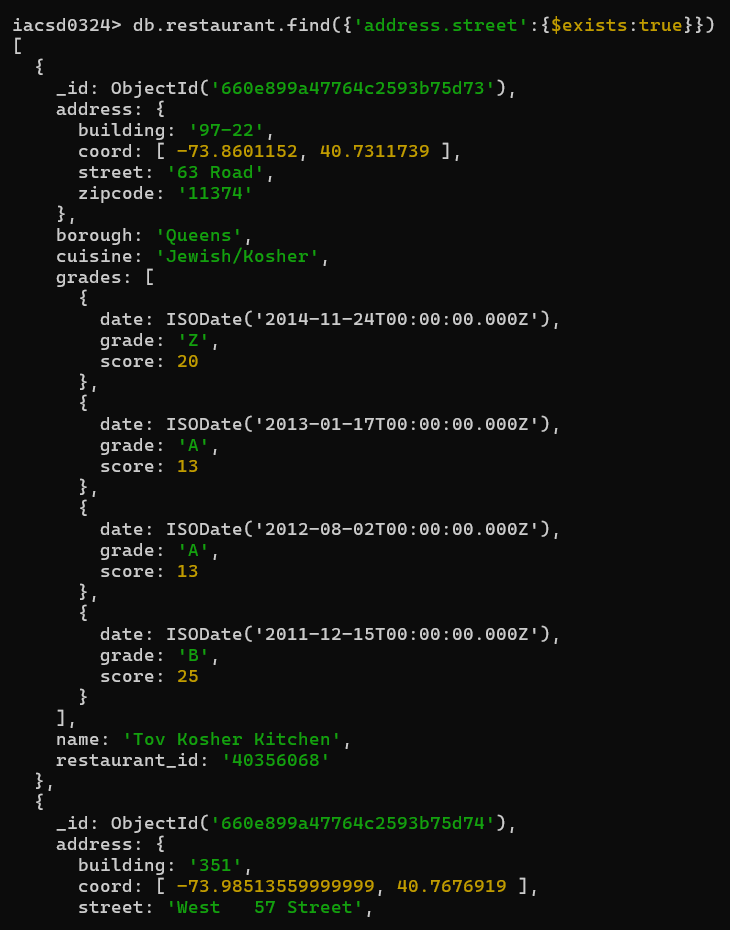 iacsd0324> db.restaurant.find({'address.street':{$exists:true}})
[
  {
    _id: ObjectId('660e899a47764c2593b75d73'),
    address: {
      building: '97-22',
      coord: [ -73.8601152, 40.7311739 ],
      street: '63 Road',
      zipcode: '11374'
    },
    borough: 'Queens',
    cuisine: 'Jewish/Kosher',
    grades: [
      {
        date: ISODate('2014-11-24T00:00:00.000Z'),
        grade: 'Z',
        score: 20
      },
      {
        date: ISODate('2013-01-17T00:00:00.000Z'),
        grade: 'A',
        score: 13
      },
      {
        date: ISODate('2012-08-02T00:00:00.000Z'),
        grade: 'A',
        score: 13
      },
      {
        date: ISODate('2011-12-15T00:00:00.000Z'),
        grade: 'B',
        score: 25
      }
    ],
    name: 'Tov Kosher Kitchen',
    restaurant_id: '40356068'
  },
  {
    _id: ObjectId('660e899a47764c2593b75d74'),
    address: {
      building: '351',
      coord: [ -73.98513559999999, 40.7676919 ],
      street: 'West   57 Street',